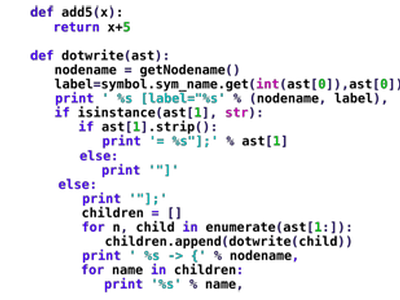 def add5(x):
return x+5
def dotwrite(ast):
nodename = getNodename()
label=symbol.sym_name.get(int(ast[0]),ast[0])
print ' %s [label="%s' % (nodename, label),
if isinstance(ast[1], str):
if ast[1].strip():
print '= %s"];' % ast[1]
else:
print '"]'
else:
print '"];'
children = []
for n, child in enumerate(ast[1:]):
children.append(dotwrite(child))
print ' %s -> {' % nodename,
for name in children:
print '%s' % name,